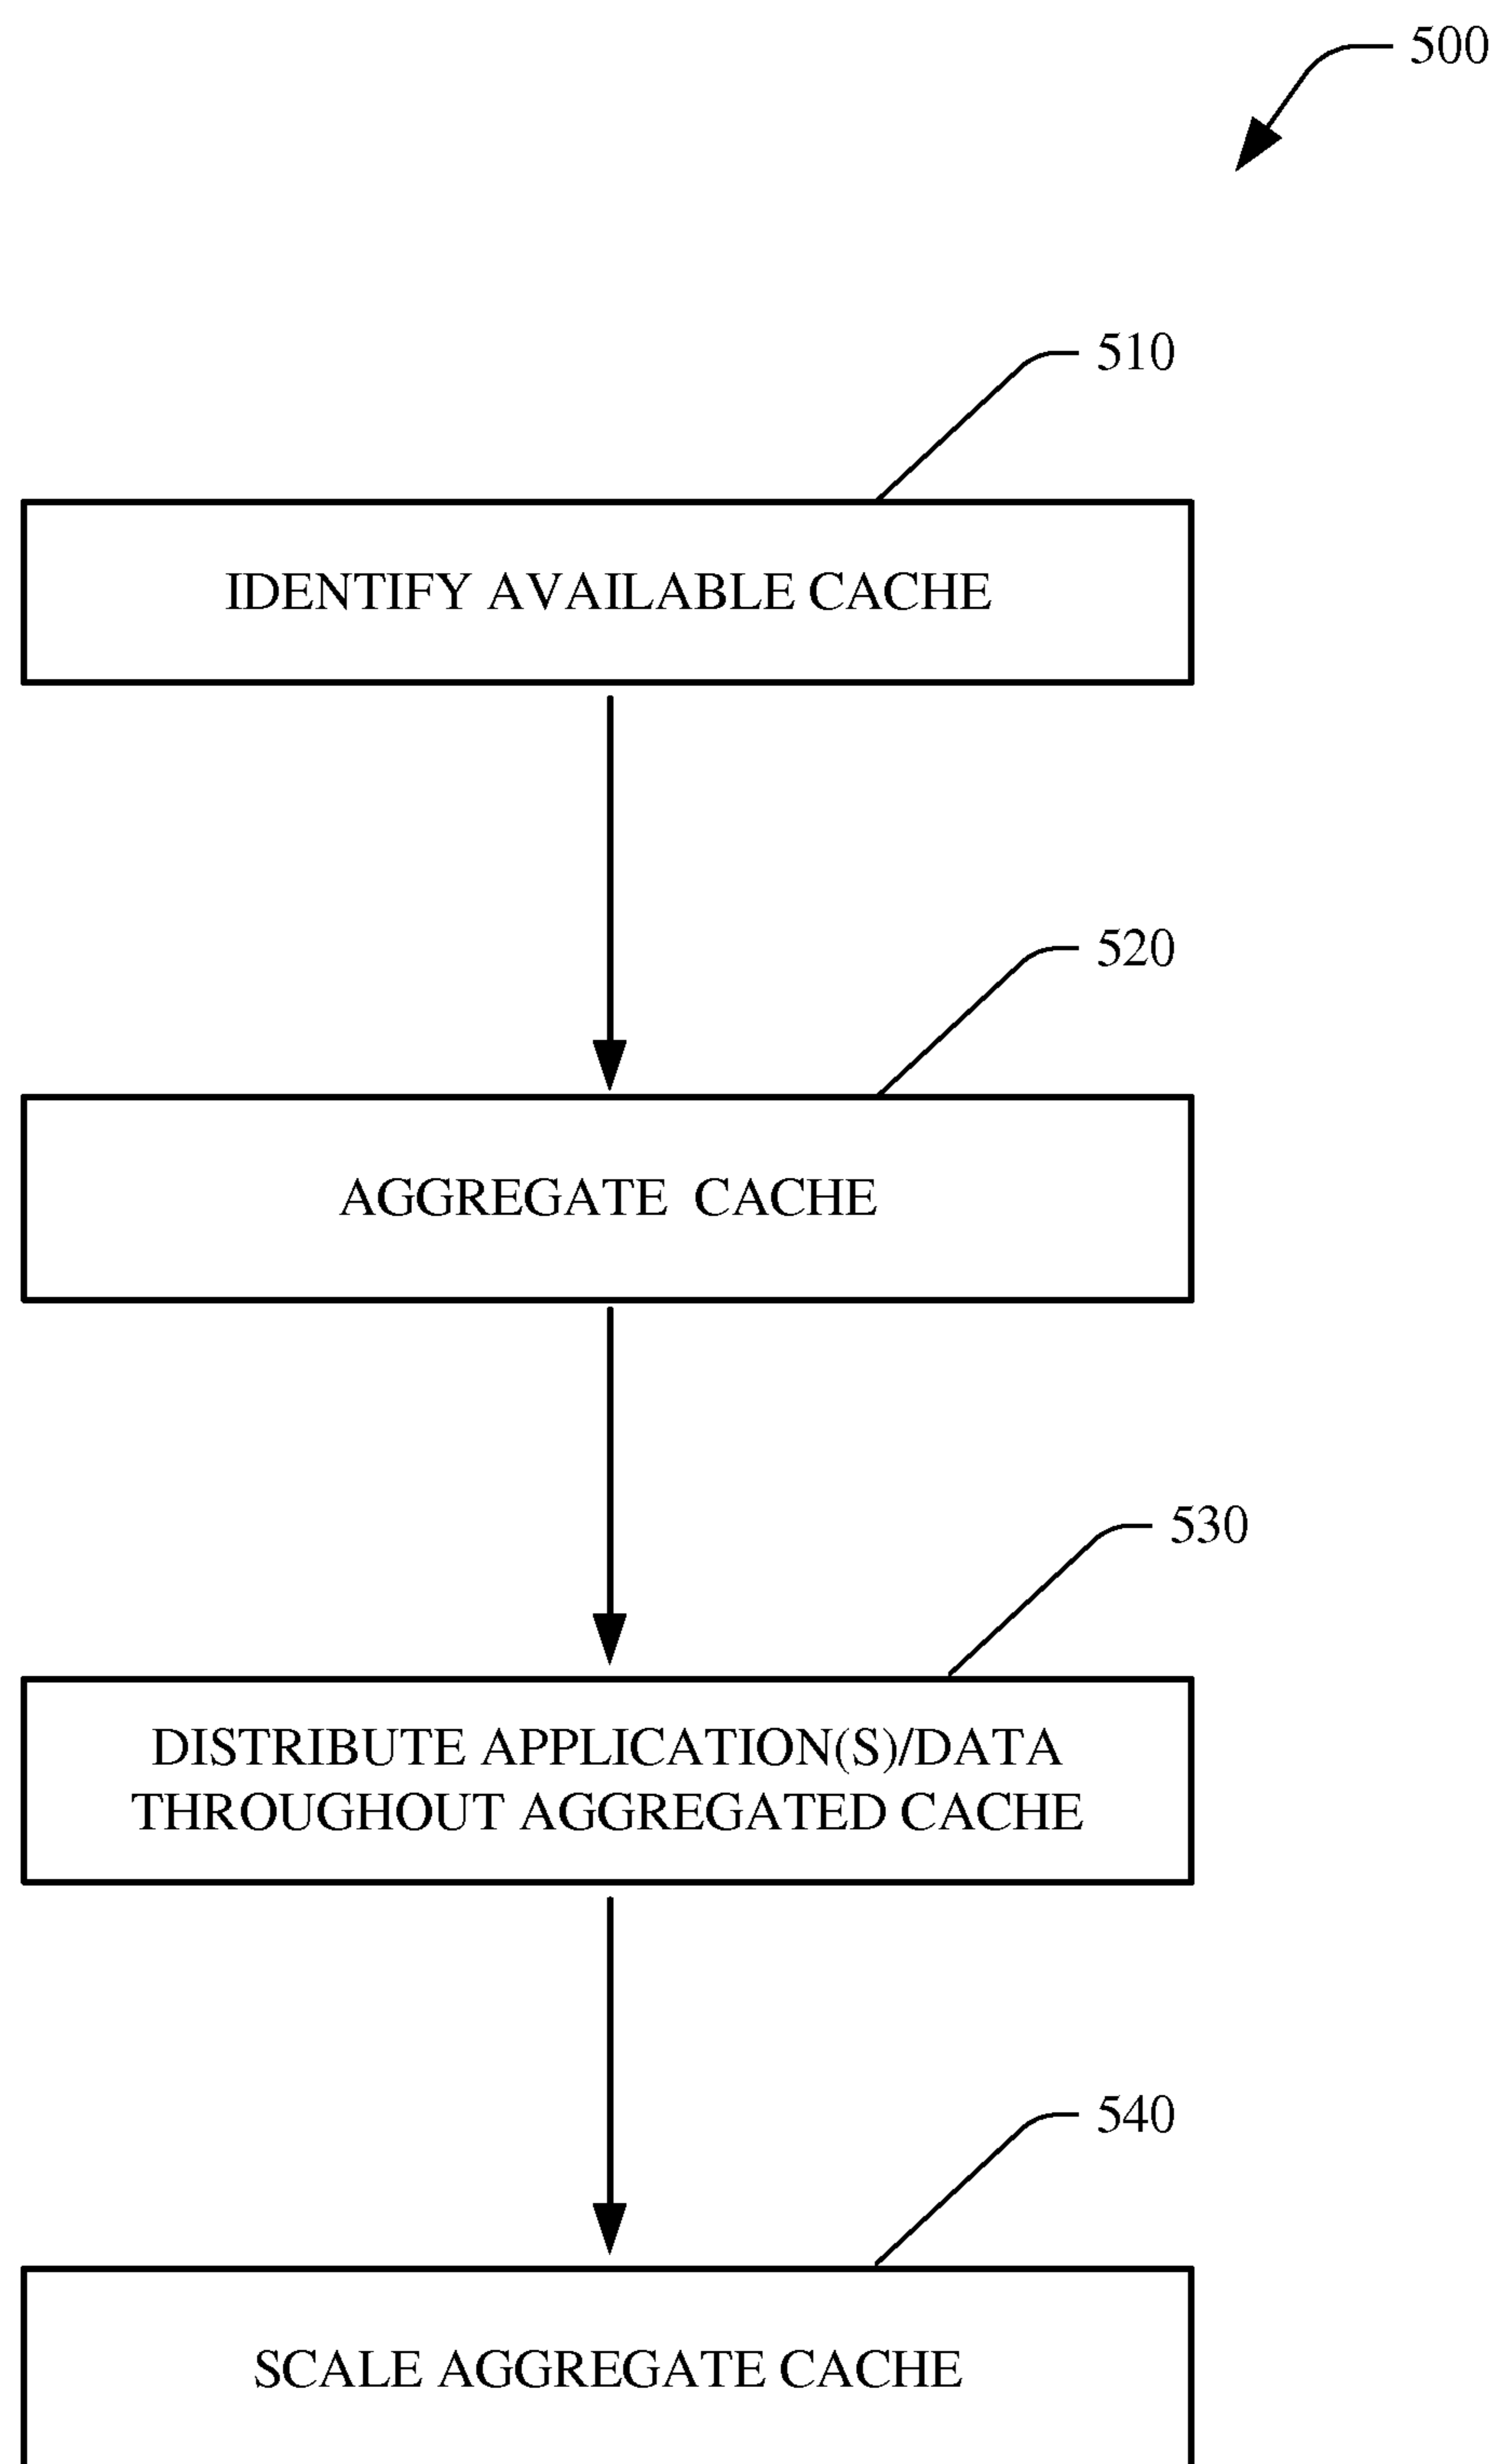 500
510
IDENTIFY AVAILABLE CACHE
520
AGGREGATE CACHE
530
DISTRIBUTE APPLICATION(S)/DATA
THROUGHOUT AGGREGATED CACHE
540
SCALE AGGREGATE CACHE